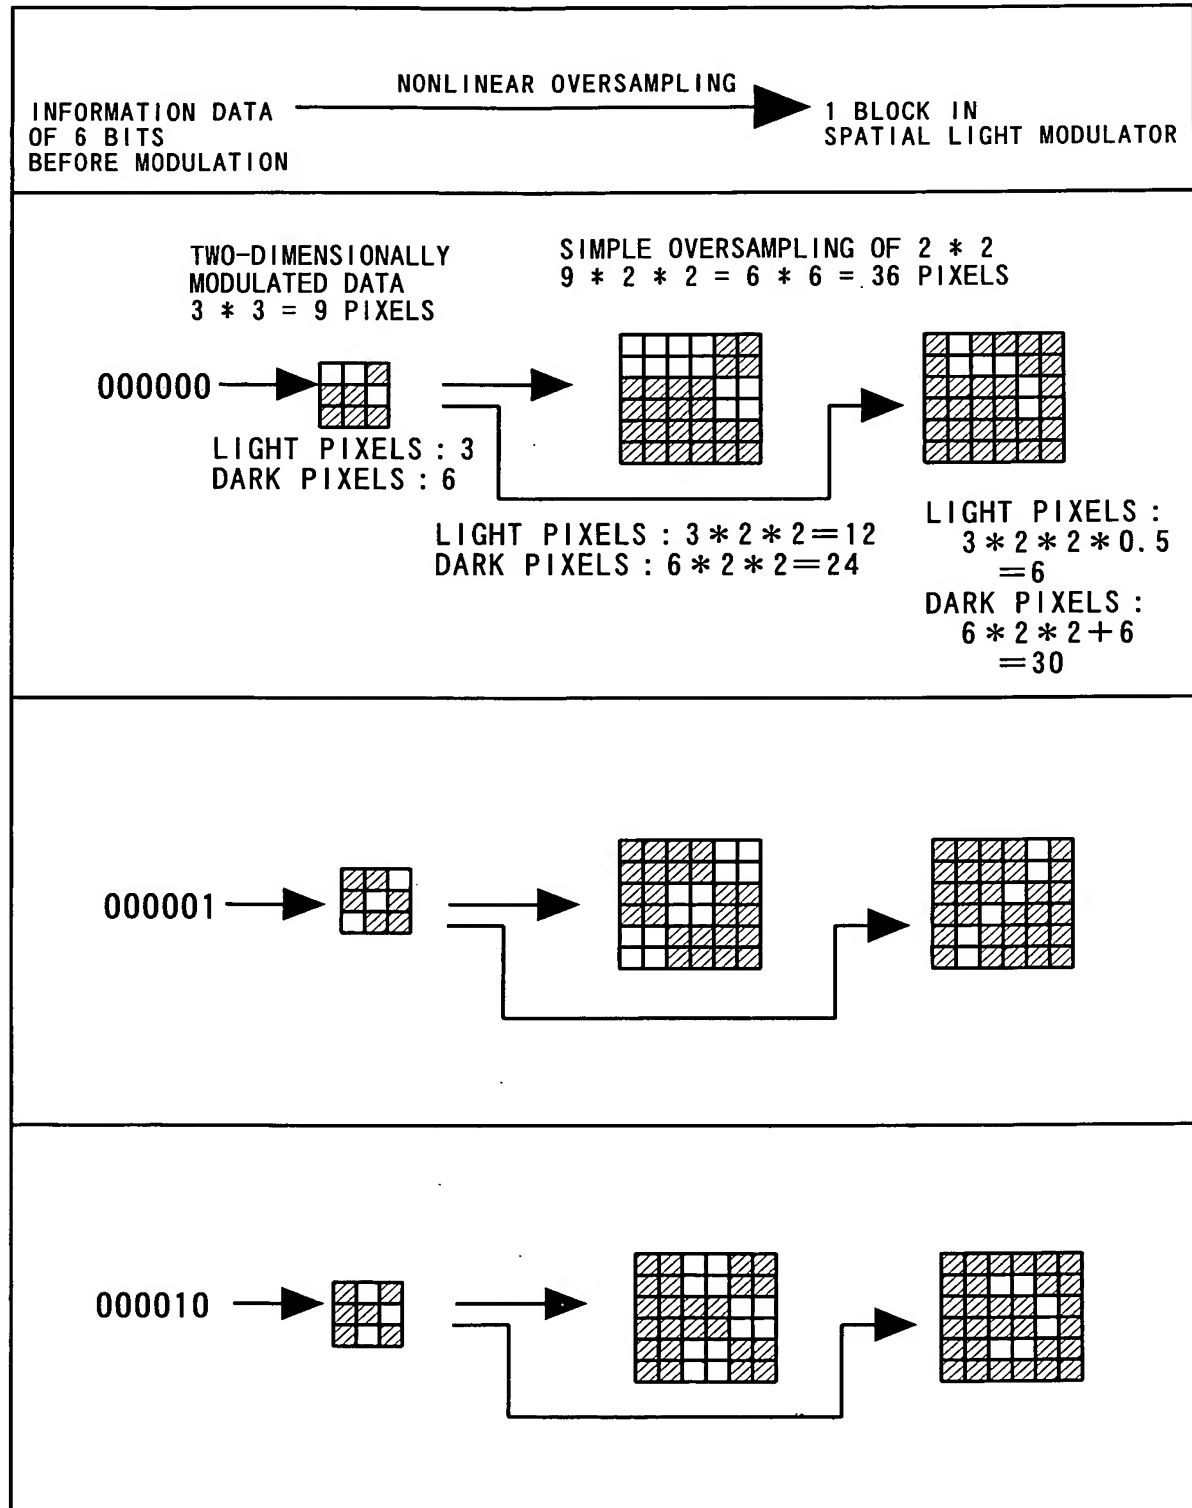 NONLINEAR OVERSAMPLING
INFORMATION DATA
OF 6 BITS
BEFORE MODULATION
1 BLOCK IN
SPATIAL LIGHT MODULATOR
TWO-DIMENSIONALLY
MODULATED DATA
3 * 3 = 9 PIXELS
SIMPLE OVERSAMPLING OF 2 * 2
9 * 2 * 2 = 6 * 6 = 36 PIXELS
000000
LIGHT PIXELS : 3
DARK PIXELS : 6
LIGHT PIXELS : 3 * 2 * 2 = 12
DARK PIXELS : 6 * 2 * 2 = 24
LIGHT PIXELS :
3 * 2 * 2 * 0.5
= 6
DARK PIXELS :
6 * 2 * 2 + 6
= 30
000001
000010